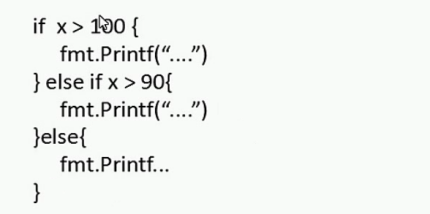 if  x > 100 {
fmt.Printf(“....”)
} else if x > 90{
fmt.Printf(“....”)
}else{
fmt.Printf...
}